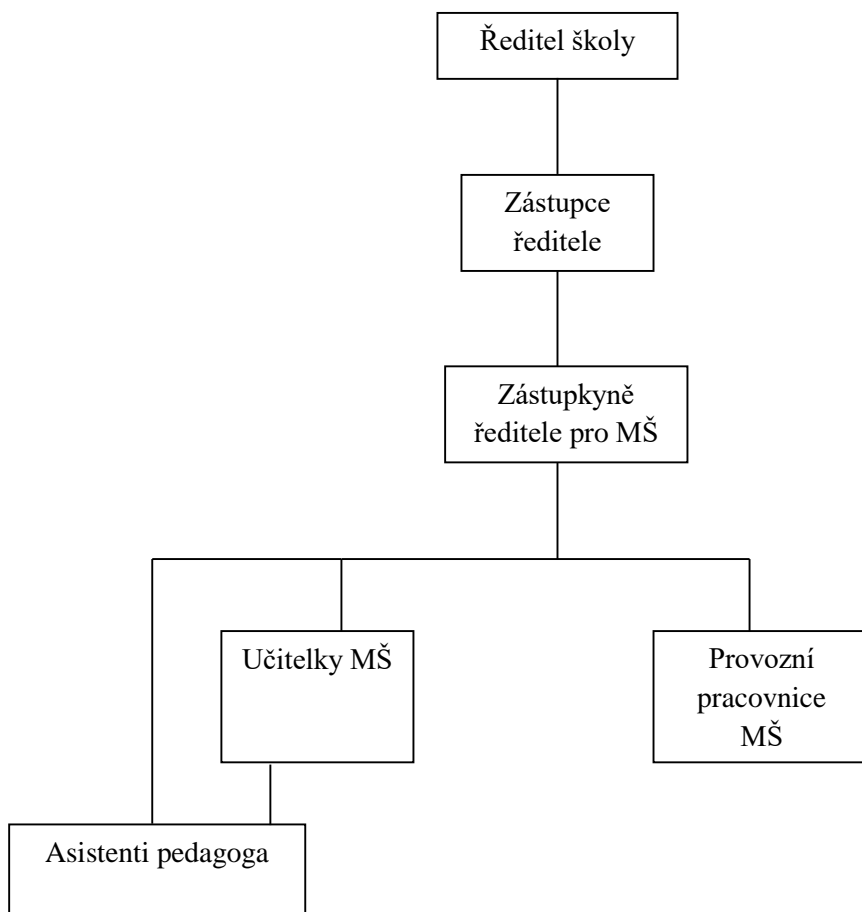 Ředitel školy
Zástupce
ředitele
Zástupkyně
ředitele pro MŠ
Učitelky MŠ
Provozní
pracovnice
MŠ
Asistenti pedagoga